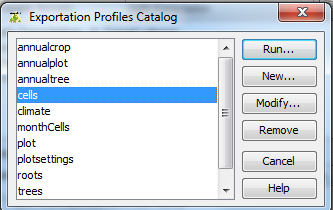 Exportation Profiles Catalog
annualcrop
annualplot
annualtree
cells
climate
monthCells
plot
plotsettings
roots
trees
Run...
New...
Modify...
Remove
Cancel
Help